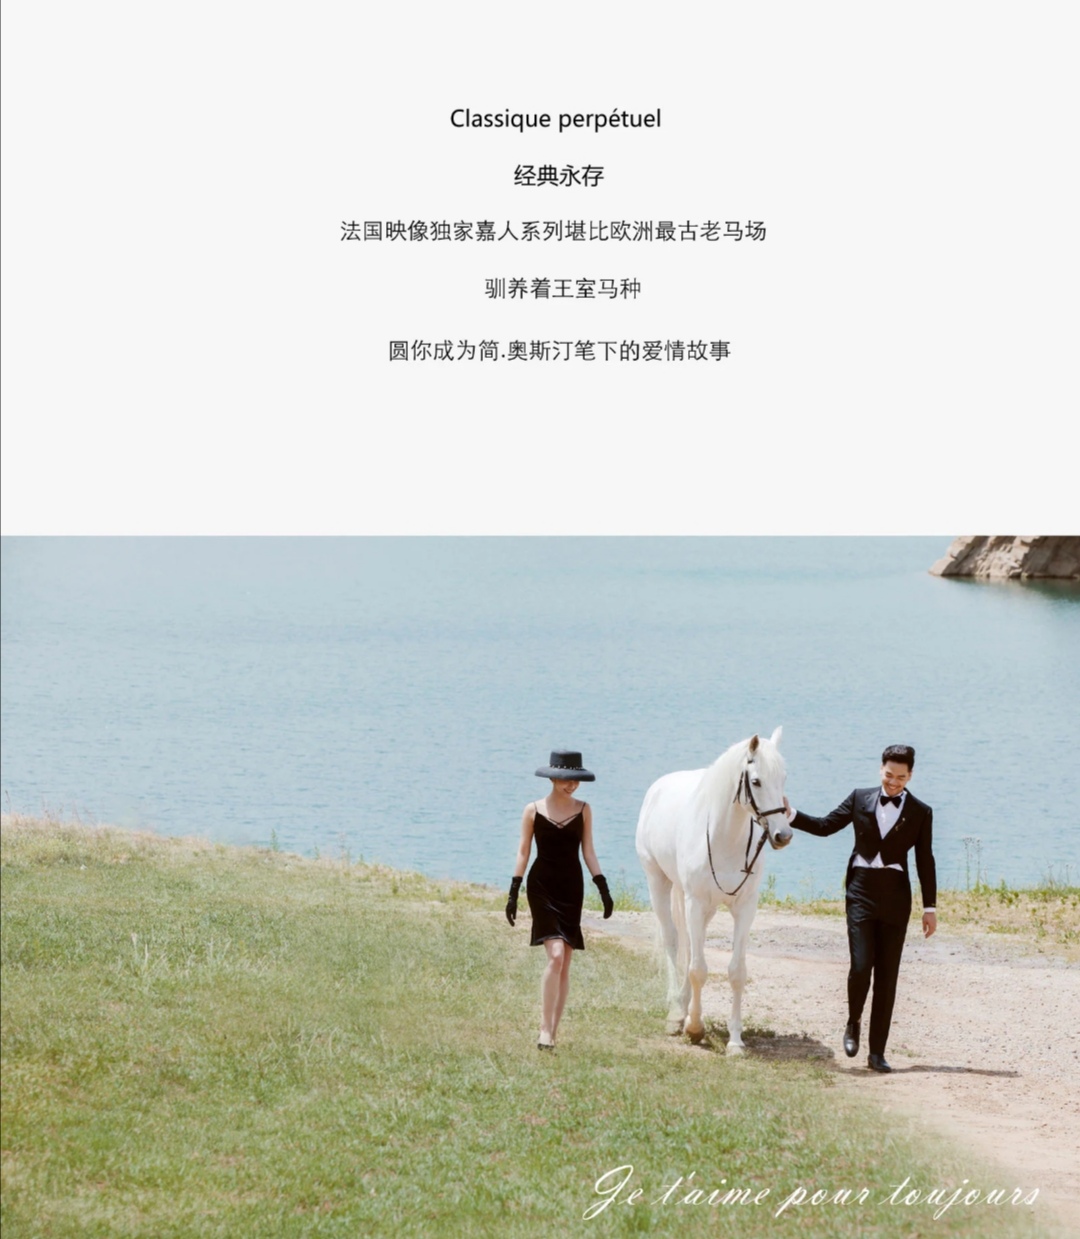 Classique perpétuel
经典永存
法国映像独家嘉人系列堪比欧洲最古老马场
驯养着王室马种
圆你成为简.奥斯汀笔下的爱情故事
Je t'aime pour toujours